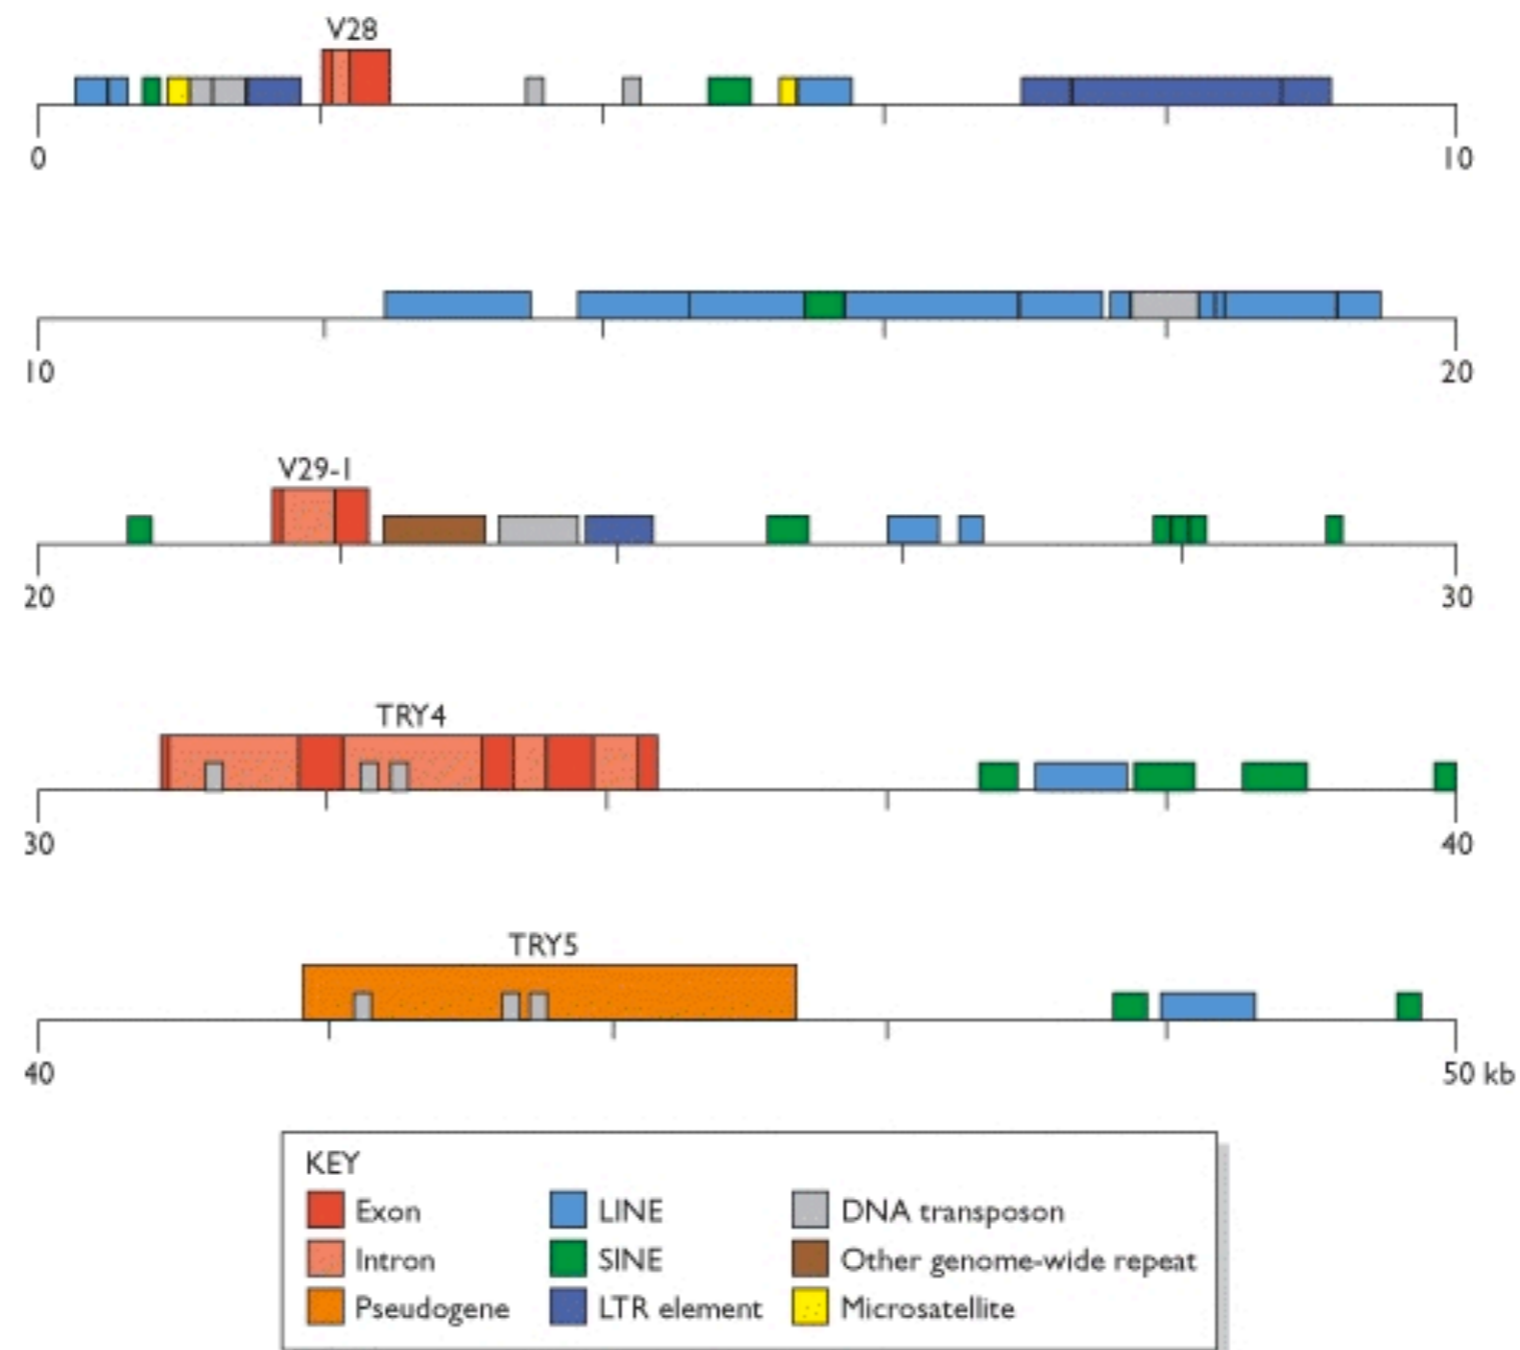 V28
0 10
10 20
V29-1
20 30
TRY4
30 40
TRY5
40 50 kb
KEY
Exon LINE DNA transposon
Intron SINE Other genome-wide repeat
Pseudogene LTR element Microsatellite